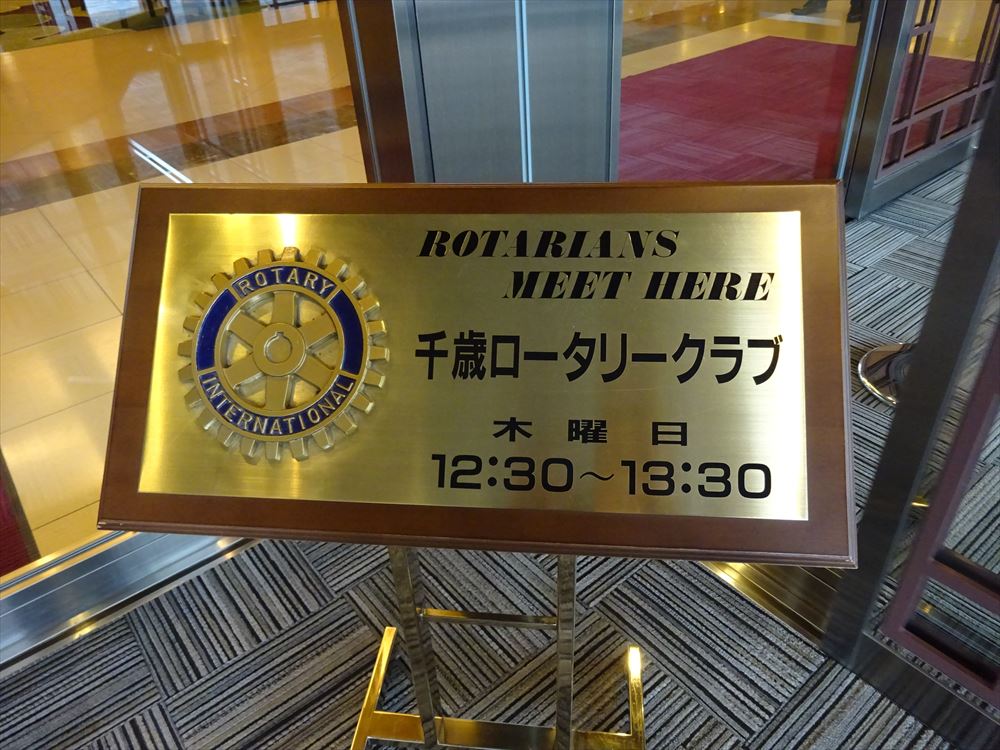 ROTARY
INTERNATIONAL
ROTARIANS
MEET HERE
千歳ロータリークラブ
木曜日
12:30～13:30